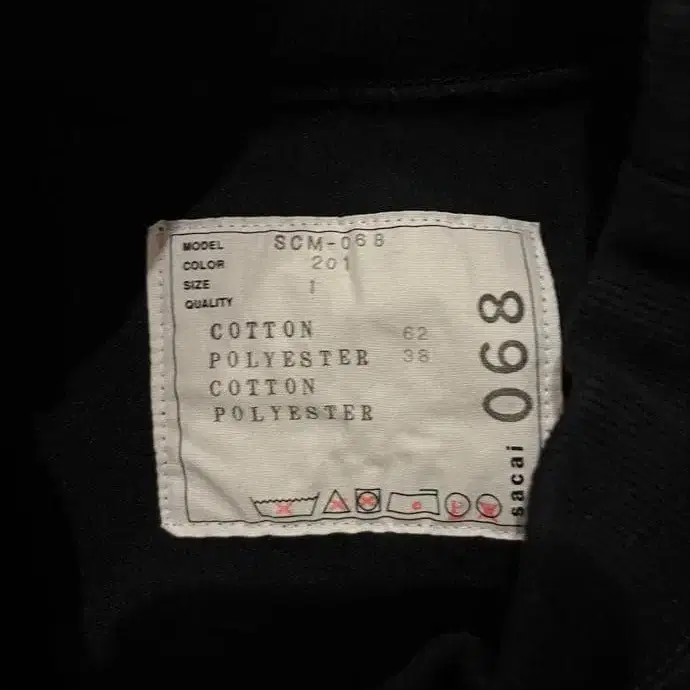 MODEL SCM-068
COLOR 201
SIZE 1
QUALITY
COTTON 62
POLYESTER 38
COTTON
POLYESTER
sacai 068